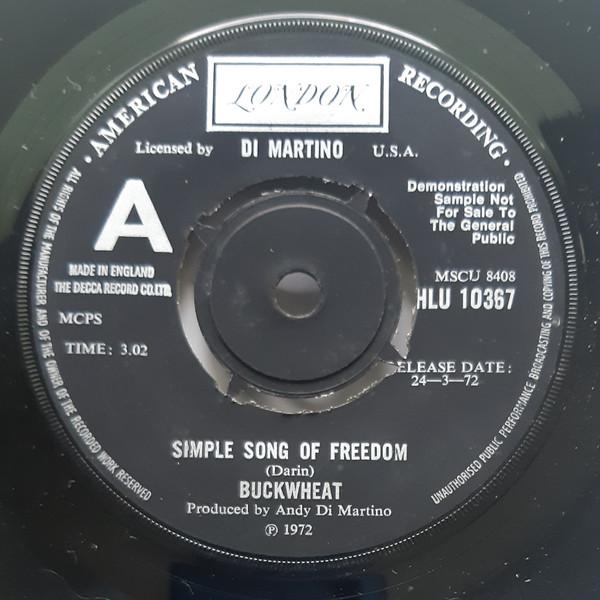 · AMERICAN RECORDING ·
LONDON
Licensed by DI MARTINO U.S.A.
A
Demonstration
Sample Not
For Sale To
The General
Public
MADE IN ENGLAND
THE DECCA RECORD CO.LTD.
MCPS
TIME: 3.02
MSCU 8408
HLU 10367
ELEASE DATE:
24—3—72
SIMPLE SONG OF FREEDOM
(Darin)
BUCKWHEAT
Produced by Andy Di Martino
℗ 1972
ALL RIGHTS OF THE MANUFACTURER AND OF THE OWNER OF THE RECORDED WORK RESERVED
UNAUTHORISED PUBLIC PERFORMANCE BROADCASTING AND COPYING OF THIS RECORD PROHIBITED